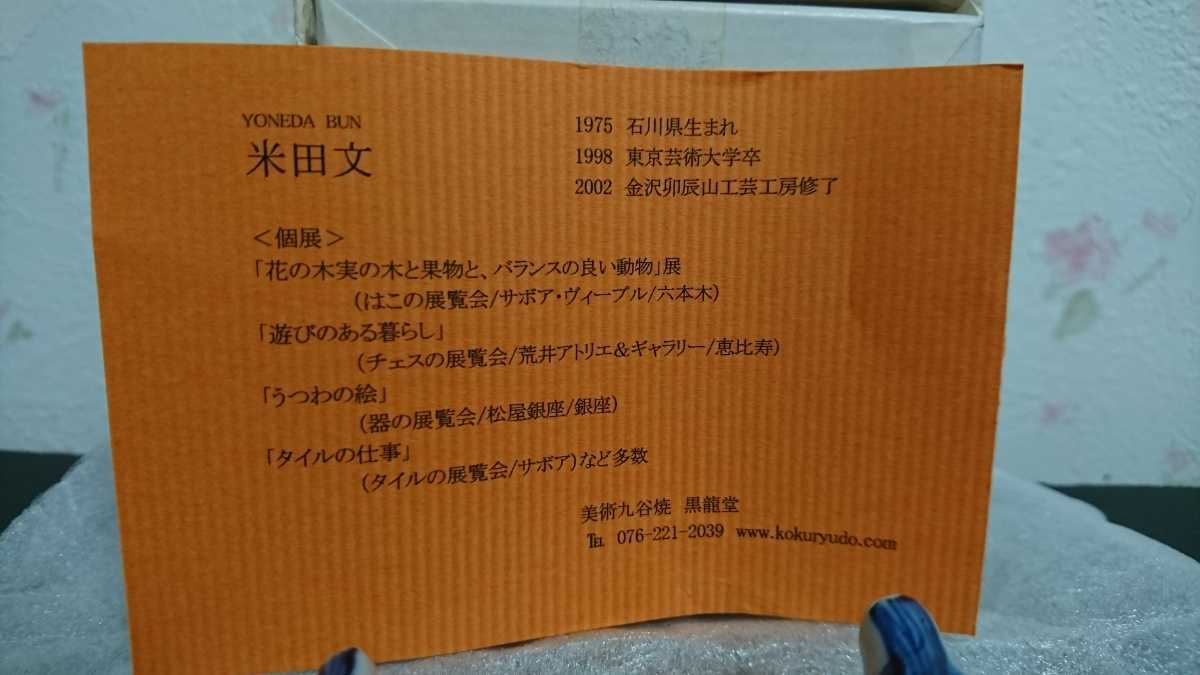 YONEDA BUN
米田文
1975 石川県生まれ
1998 東京芸術大学卒
2002 金沢卯辰山工芸工房修了
＜個展＞
「花の木実の木と果物と、バランスの良い動物」展
(はこの展覧会/サボア・ヴィーブル/六本木)
「遊びのある暮らし」
(チェスの展覧会/荒井アトリエ&ギャラリー/恵比寿)
「うつわの絵」
(器の展覧会/松屋銀座/銀座)
「タイルの仕事」
(タイルの展覧会/サボア)など多数
美術九谷焼 黒龍堂
℡ 076-221-2039 www.kokuryudo.com